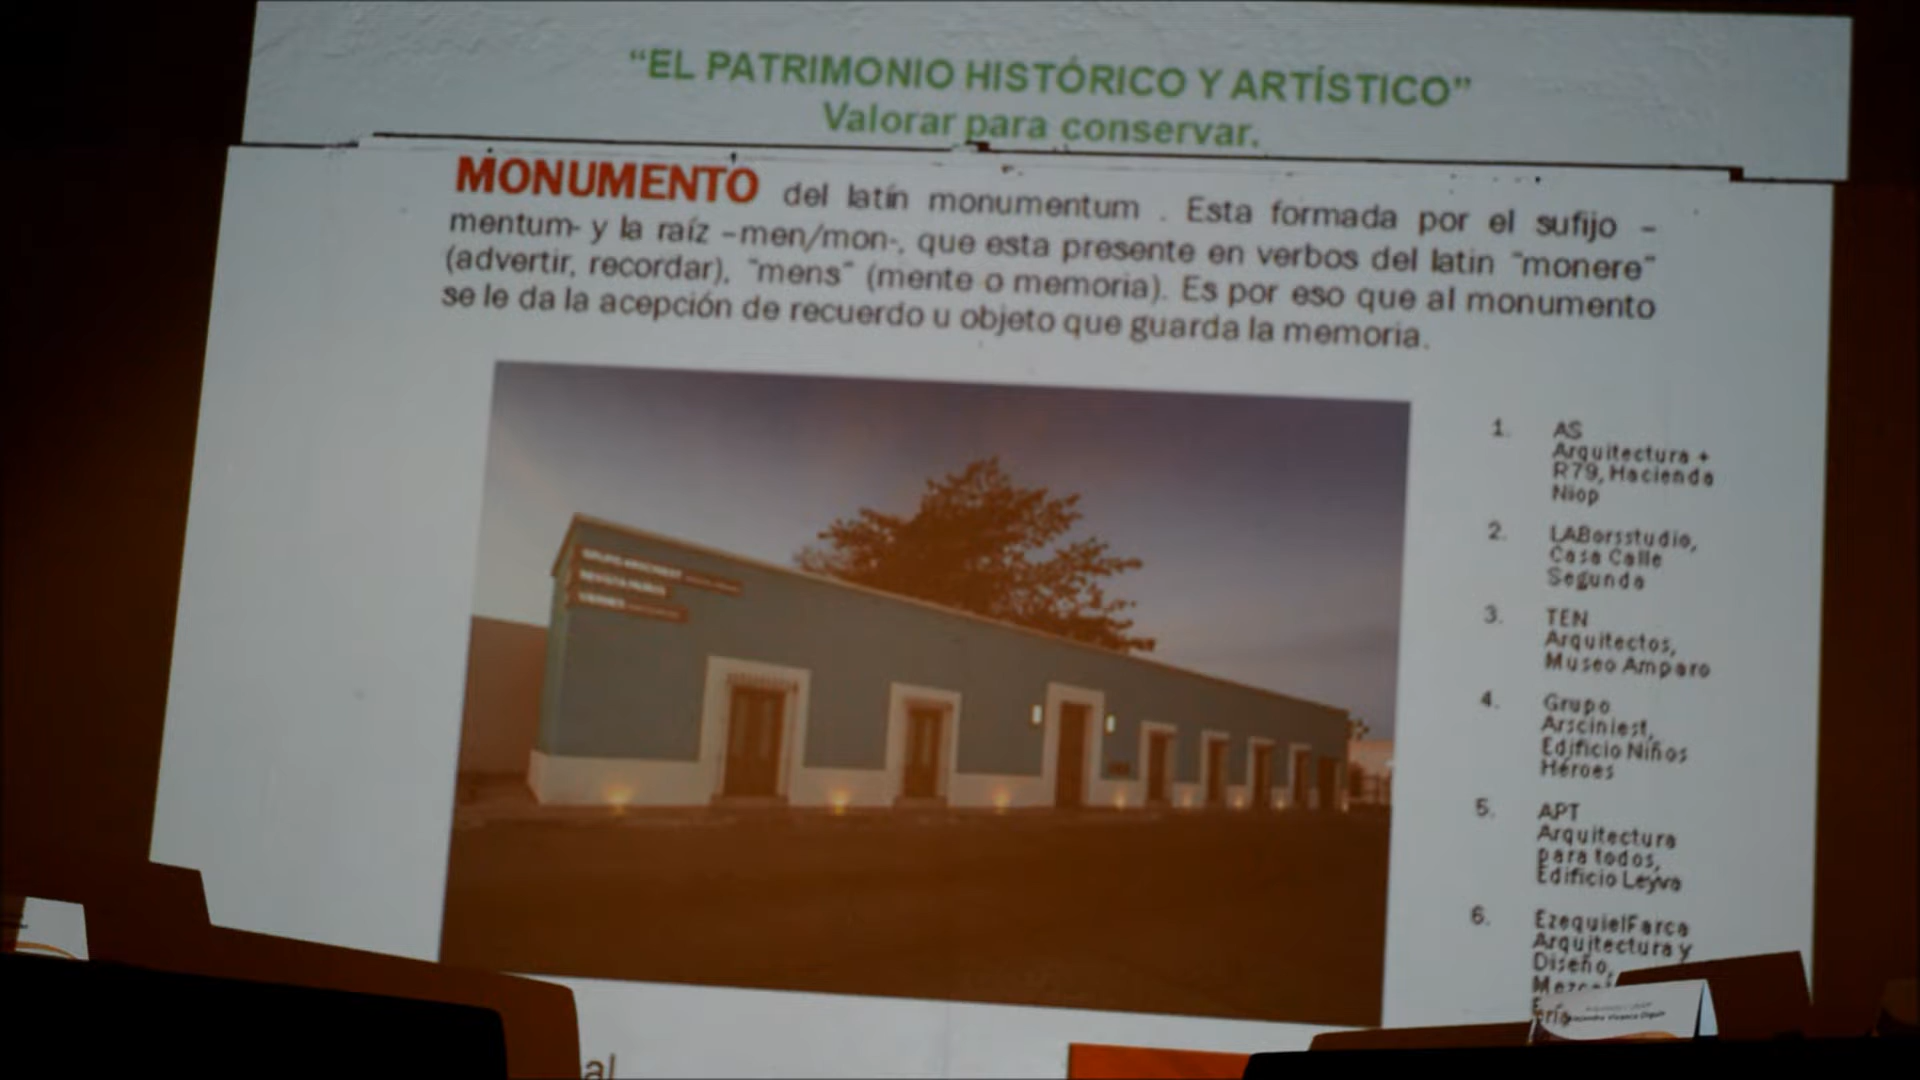 “EL PATRIMONIO HISTÓRICO Y ARTÍSTICO”
Valorar para conservar.
MONUMENTO del latín monumentum . Esta formada por el sufijo –
mentum- y la raíz –men/mon-, que esta presente en verbos del latin “monere”
(advertir, recordar), “mens” (mente o memoria). Es por eso que al monumento
se le da la acepción de recuerdo u objeto que guarda la memoria.
1. AS
Arquitectura +
R79, Hacienda
Niop
2. LABorsstudio,
Casa Calle
Segunda
3. TEN
Arquitectos,
Museo Amparo
4. Grupo
Arsciniest,
Edificio Niños
Héroes
5. APT
Arquitectura
para todos,
Edificio Leyva
6. EzequielFarca
Arquitectura y
Diseño,
al